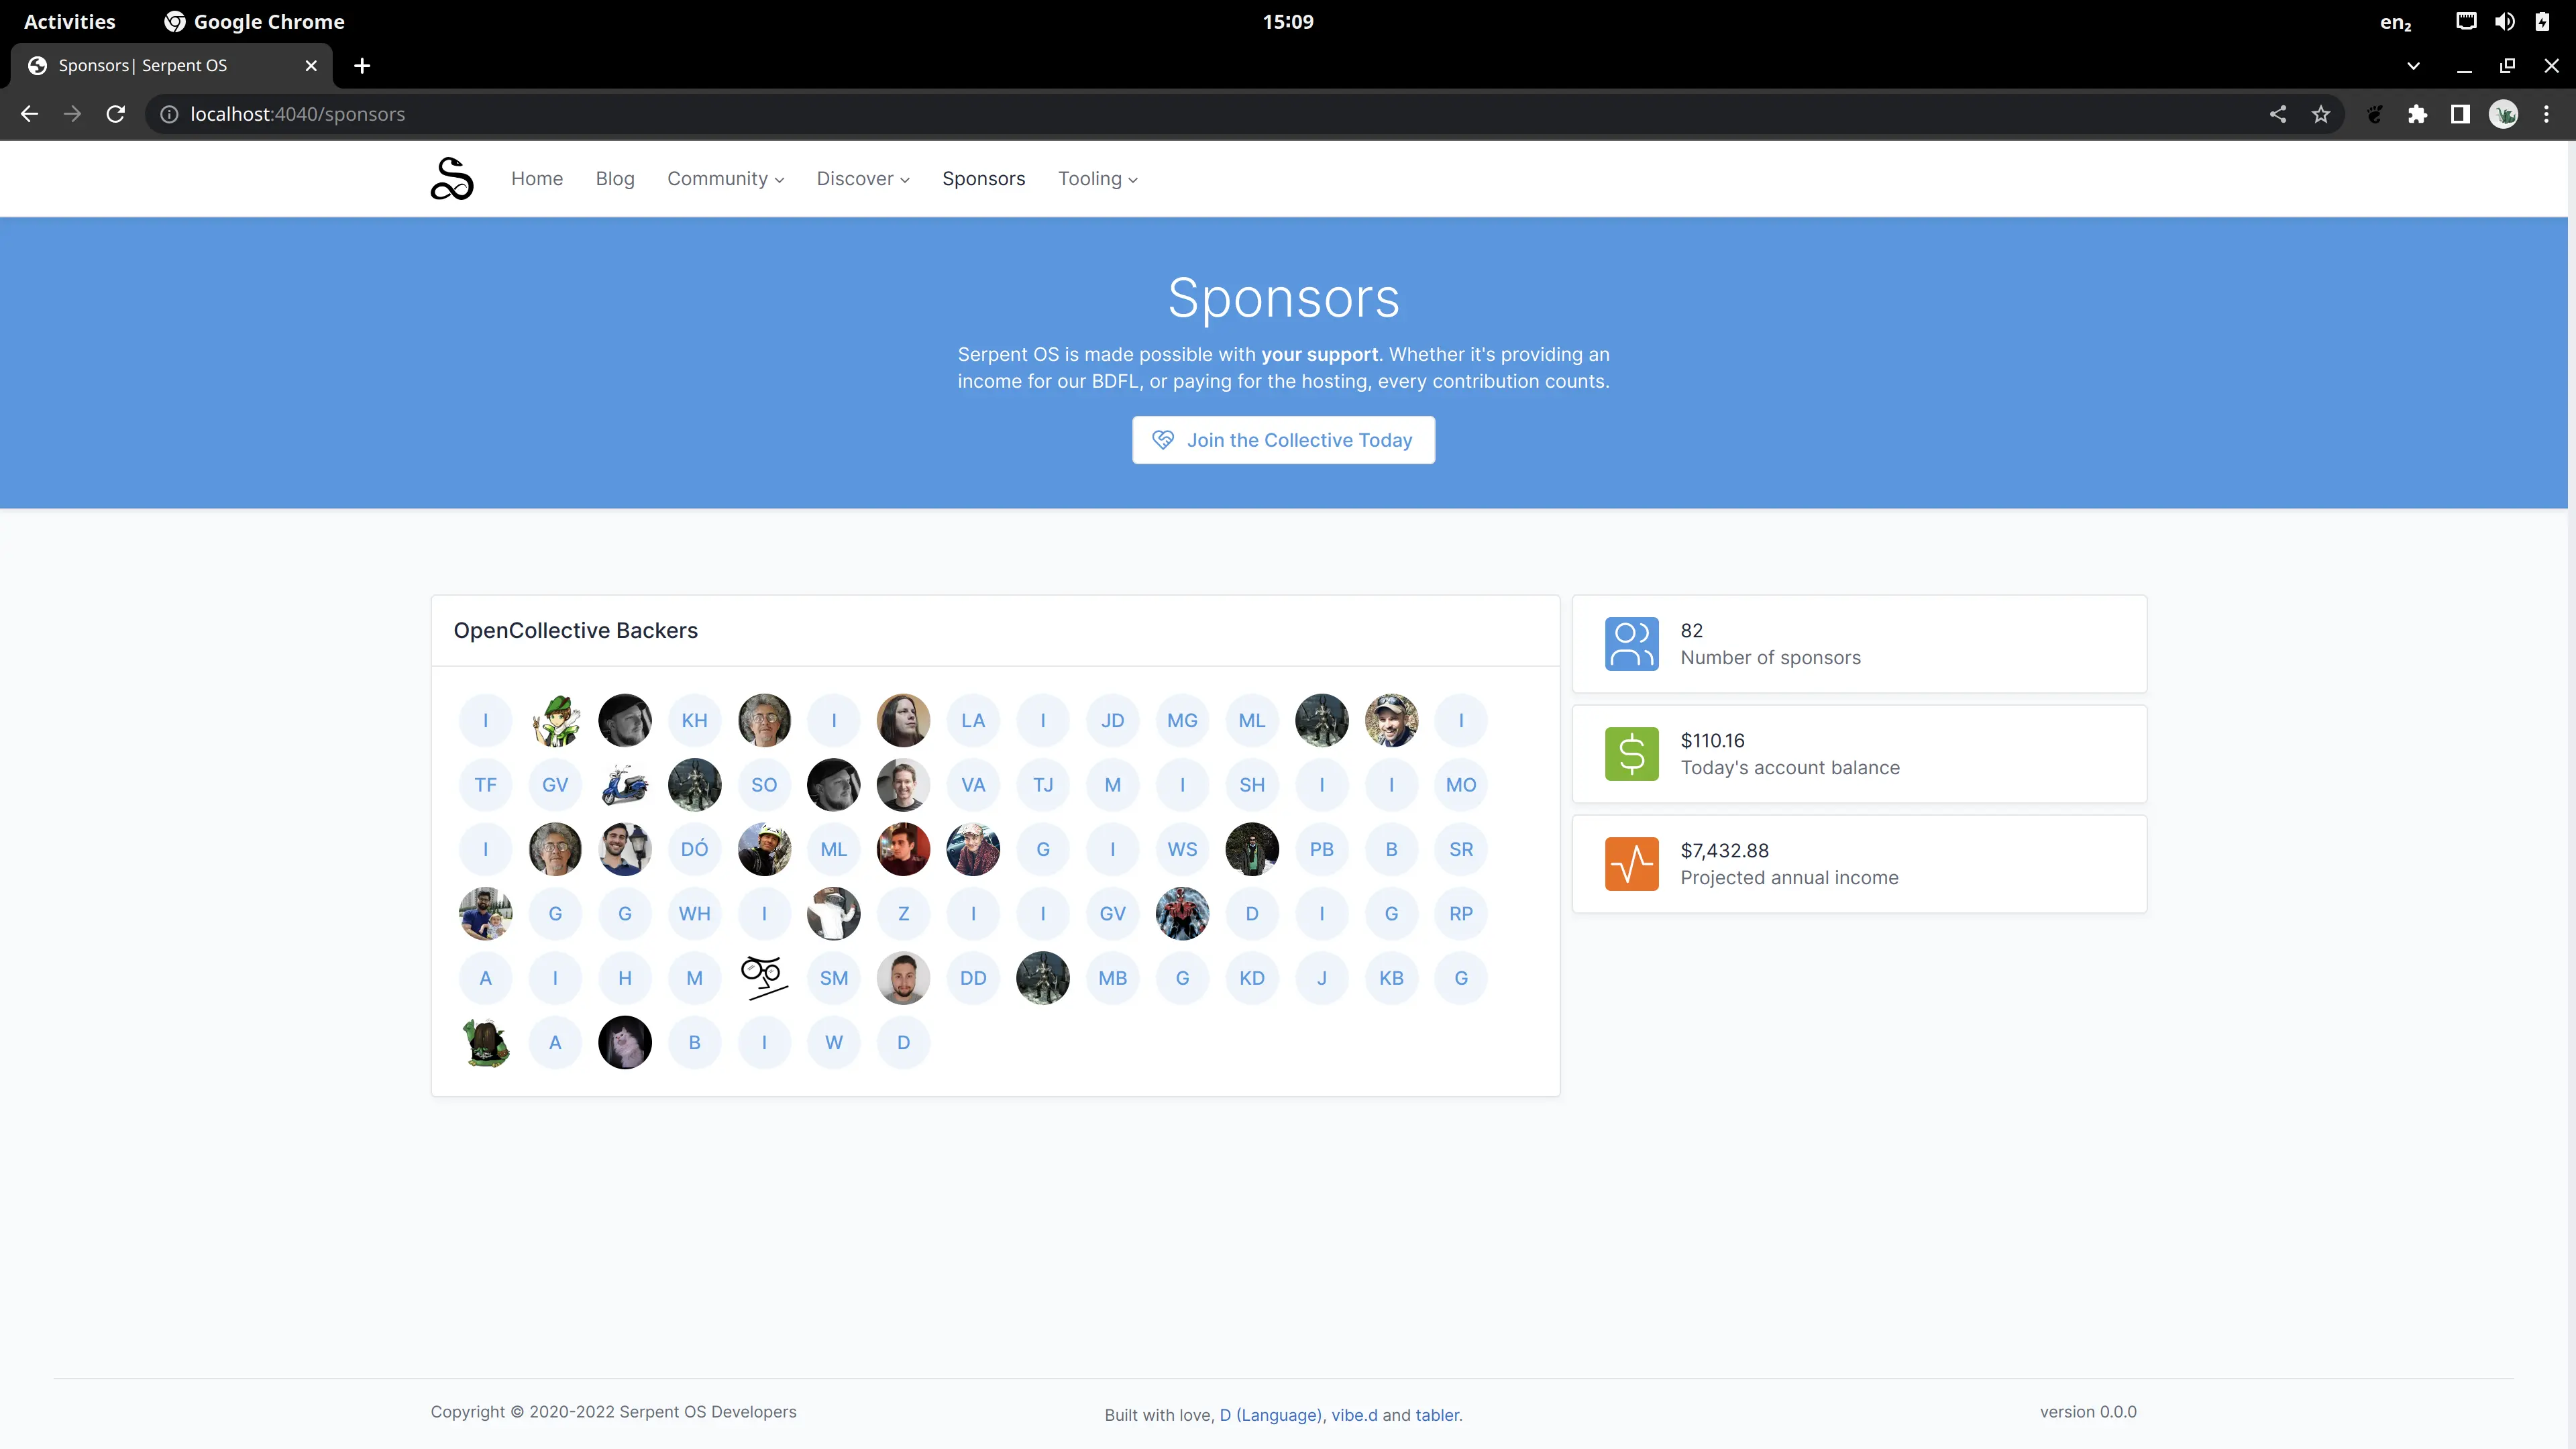 Activities
Google Chrome
15:09
en₂
Sponsors| Serpent OS
localhost:4040/sponsors
Home
Blog
Community
Discover
Sponsors
Tooling
Sponsors
Serpent OS is made possible with your support. Whether it's providing an
income for our BDFL, or paying for the hosting, every contribution counts.
Join the Collective Today
OpenCollective Backers
I KH I LA I JD MG ML I
TF GV SO VA TJ M I SH I I MO
I DÓ ML G I WS PB B SR
G G WH I Z I I GV D I G RP
A I H M SM DD MB G KD J KB G
A B I W D
82
Number of sponsors
$110.16
Today's account balance
$7,432.88
Projected annual income
Copyright © 2020-2022 Serpent OS Developers
Built with love, D (Language), vibe.d and tabler.
version 0.0.0